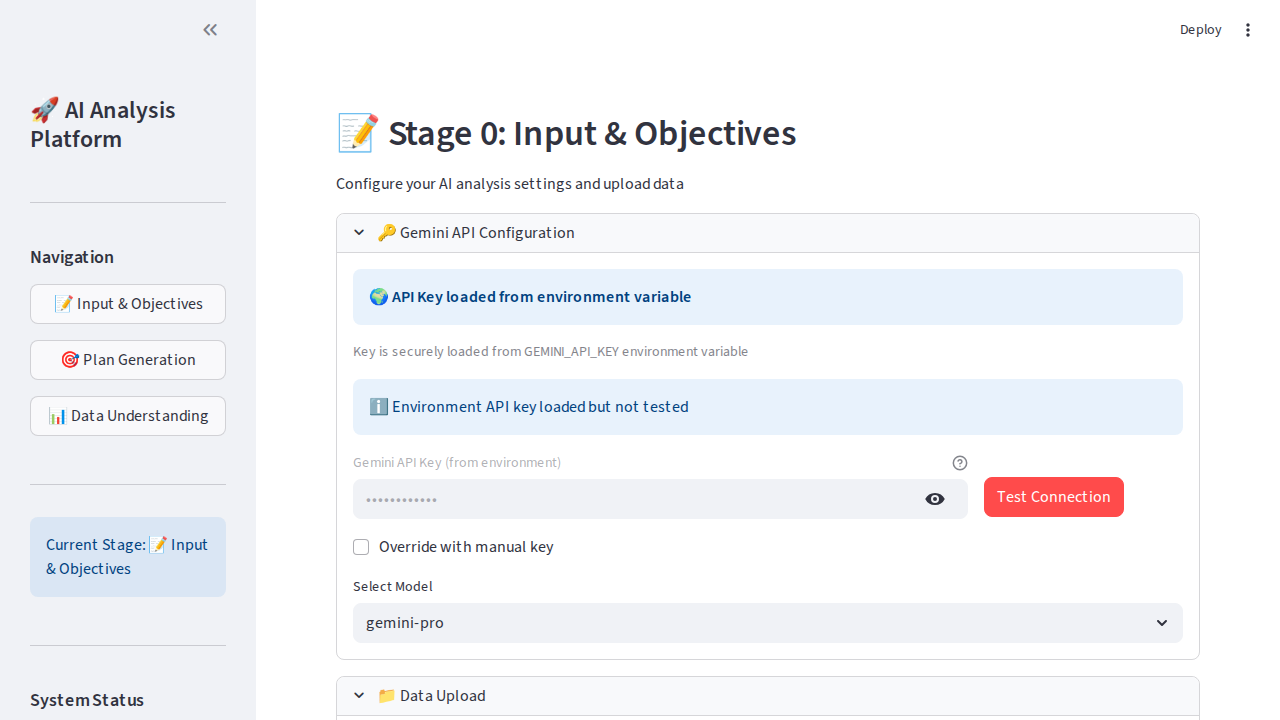 Deploy
🚀 AI Analysis
Platform
Navigation
📝 Input & Objectives
🎯 Plan Generation
📊 Data Understanding
Current Stage: 📝 Input
& Objectives
System Status
📝 Stage 0: Input & Objectives
Configure your AI analysis settings and upload data
🔑 Gemini API Configuration
🌍 API Key loaded from environment variable
Key is securely loaded from GEMINI_API_KEY environment variable
ℹ️ Environment API key loaded but not tested
Gemini API Key (from environment)
••••••••••••
Test Connection
Override with manual key
Select Model
gemini-pro
📁 Data Upload